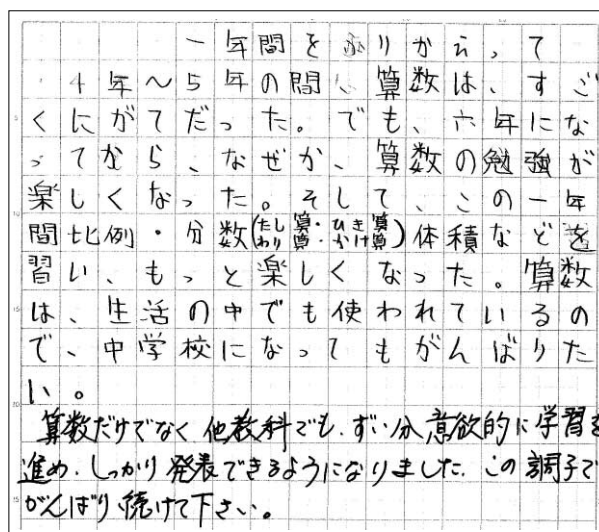 一年間をふりかえって
4年～5年の間、算数は、すご
くにがてだった。でも、六年にな
ってから、なぜか、算数の勉強が
楽しくなった。そして、この一年
間比例・分数(たし算・ひき算わり算・かけ算)体積などを
習い、もっと楽しくなった。算数
は、生活の中でも使われているの
で、中学校になってもがんばりた
い。
算数だけでなく他教科でも、ずい分意欲的に学習を
進め、しっかり発表できるようになりました。この調子で
がんばり続けて下さい。